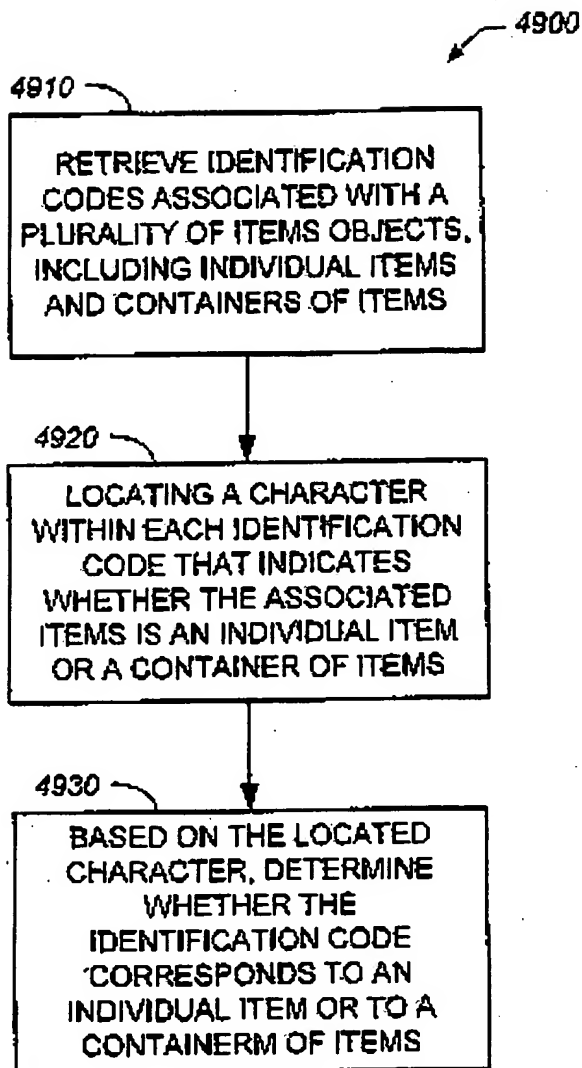 4900
4910
RETRIEVE IDENTIFICATION
CODES ASSOCIATED WITH A
PLURALITY OF ITEMS OBJECTS,
INCLUDING INDIVIDUAL ITEMS
AND CONTAINERS OF ITEMS
4920
LOCATING A CHARACTER
WITHIN EACH IDENTIFICATION
CODE THAT INDICATES
WHETHER THE ASSOCIATED
ITEMS IS AN INDIVIDUAL ITEM
OR A CONTAINER OF ITEMS
4930
BASED ON THE LOCATED
CHARACTER, DETERMINE
WHETHER THE
IDENTIFICATION CODE
CORRESPONDS TO AN
INDIVIDUAL ITEM OR TO A
CONTAINERM OF ITEMS